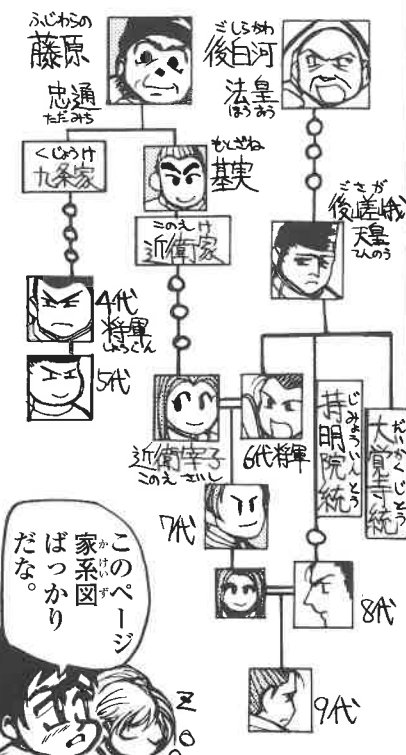 ふじわらの
藤原
忠通
ただみち
ごしらかわ
後白河
法皇
ほうおう
くじょうけ
九条家
もとざね
基実
このえけ
近衛家
ごさが
後嵯峨
天皇
てんのう
4代
将軍
しょうぐん
5代
近衛宰子
このえさいし
6代将軍
じみょういんとう
持明院統
だいかくじとう
大覚寺統
7代
8代
9代
このページ
家系図
かけいず
ばっかり
だな。
ZOO